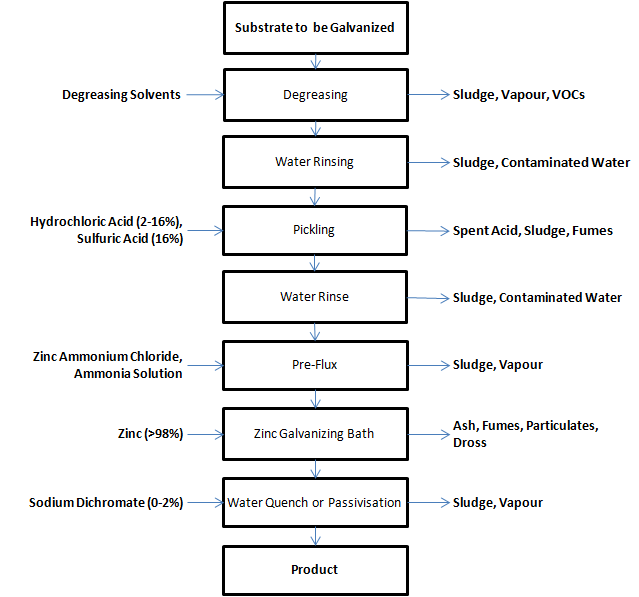 Substrate to be Galvanized
Degreasing Solvents
Degreasing
Sludge, Vapour, VOCs
Water Rinsing
Sludge, Contaminated Water
Hydrochloric Acid (2-16%),
Sulfuric Acid (16%)
Pickling
Spent Acid, Sludge, Fumes
Water Rinse
Sludge, Contaminated Water
Zinc Ammonium Chloride,
Ammonia Solution
Pre-Flux
Sludge, Vapour
Zinc (>98%)
Zinc Galvanizing Bath
Ash, Fumes, Particulates,
Dross
Sodium Dichromate (0-2%)
Water Quench or Passivisation
Sludge, Vapour
Product